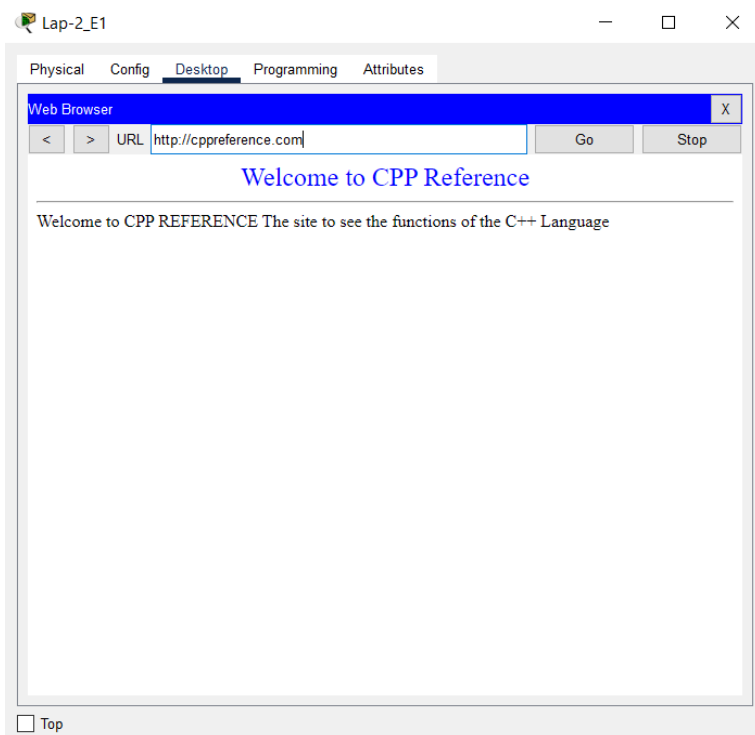 Lap-2_E1
Physical Config Desktop Programming Attributes
Web Browser X
< > URL http://cppreference.com Go Stop
Welcome to CPP Reference
Welcome to CPP REFERENCE The site to see the functions of the C++ Language
Top